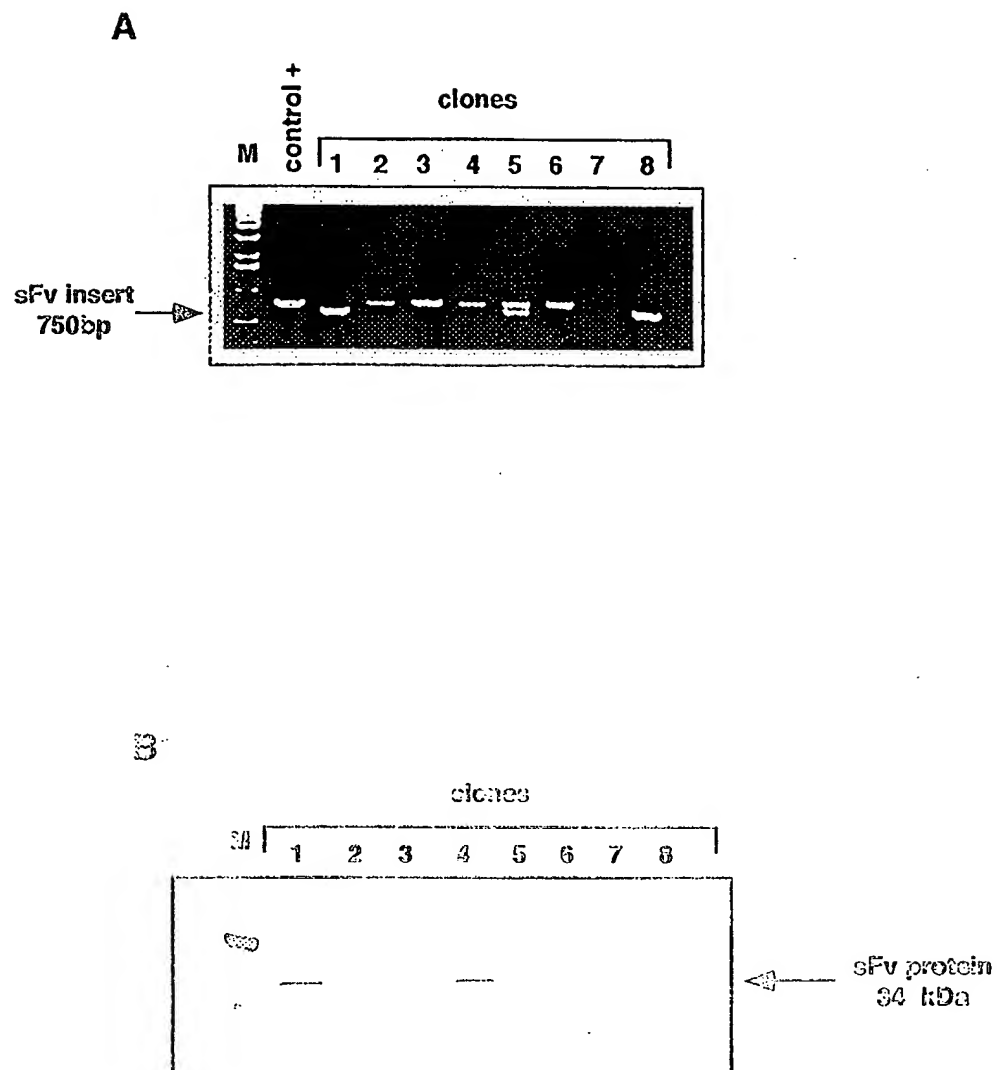 A
control +
clones
M
1 2 3 4 5 6 7 8
sFv insert
750bp
B
clones
M
1 2 3 4 5 6 7 8
sFv protein
34 kDa